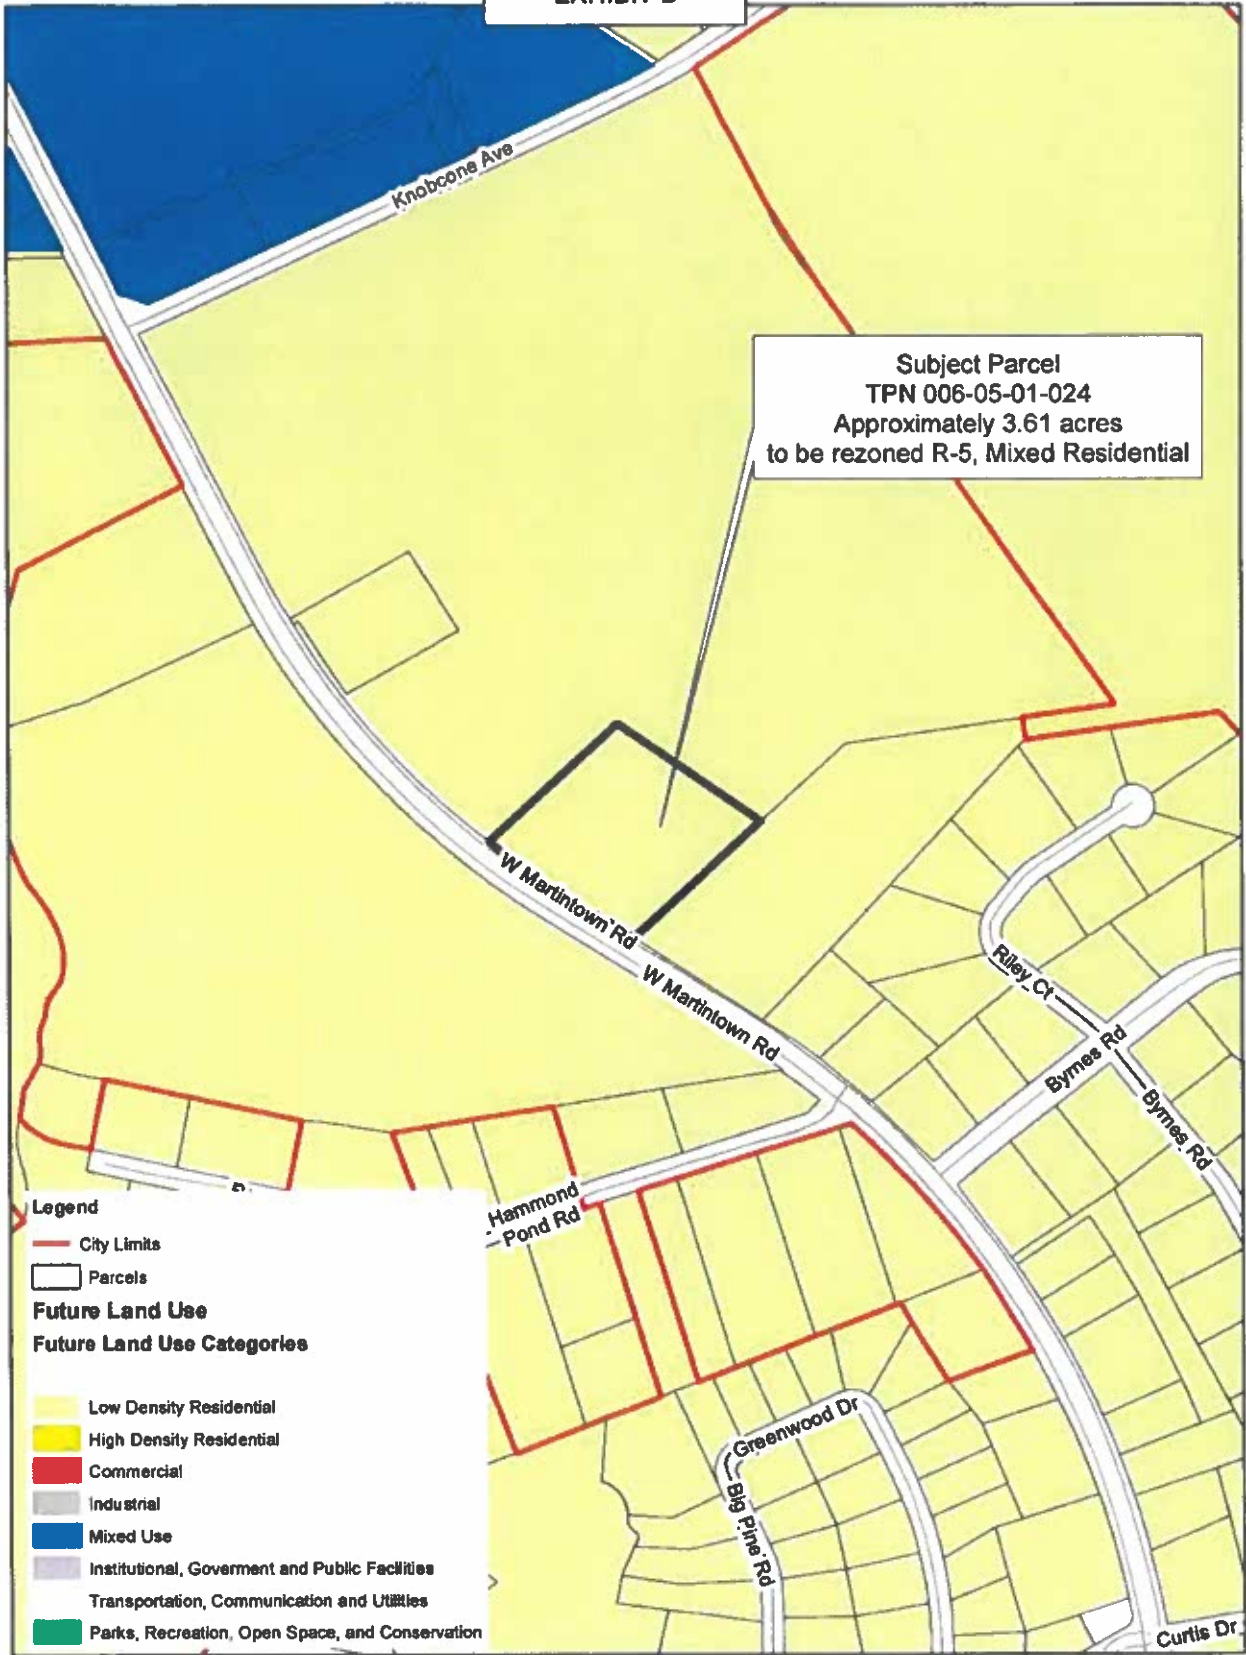 Knobcone Ave
Subject Parcel
TPN 006-05-01-024
Approximately 3.61 acres
to be rezoned R-5, Mixed Residential
W Martintown Rd
W Martintown Rd
Riley Ct
Byrnes Rd
Byrnes Rd
Hammond
Pond Rd
Greenwood Dr
Big Pine Rd
Curtis Dr
Legend
City Limits
Parcels
Future Land Use
Future Land Use Categories
Low Density Residential
High Density Residential
Commercial
Industrial
Mixed Use
Institutional, Goverment and Public Facilities
Transportation, Communication and Utilities
Parks, Recreation, Open Space, and Conservation